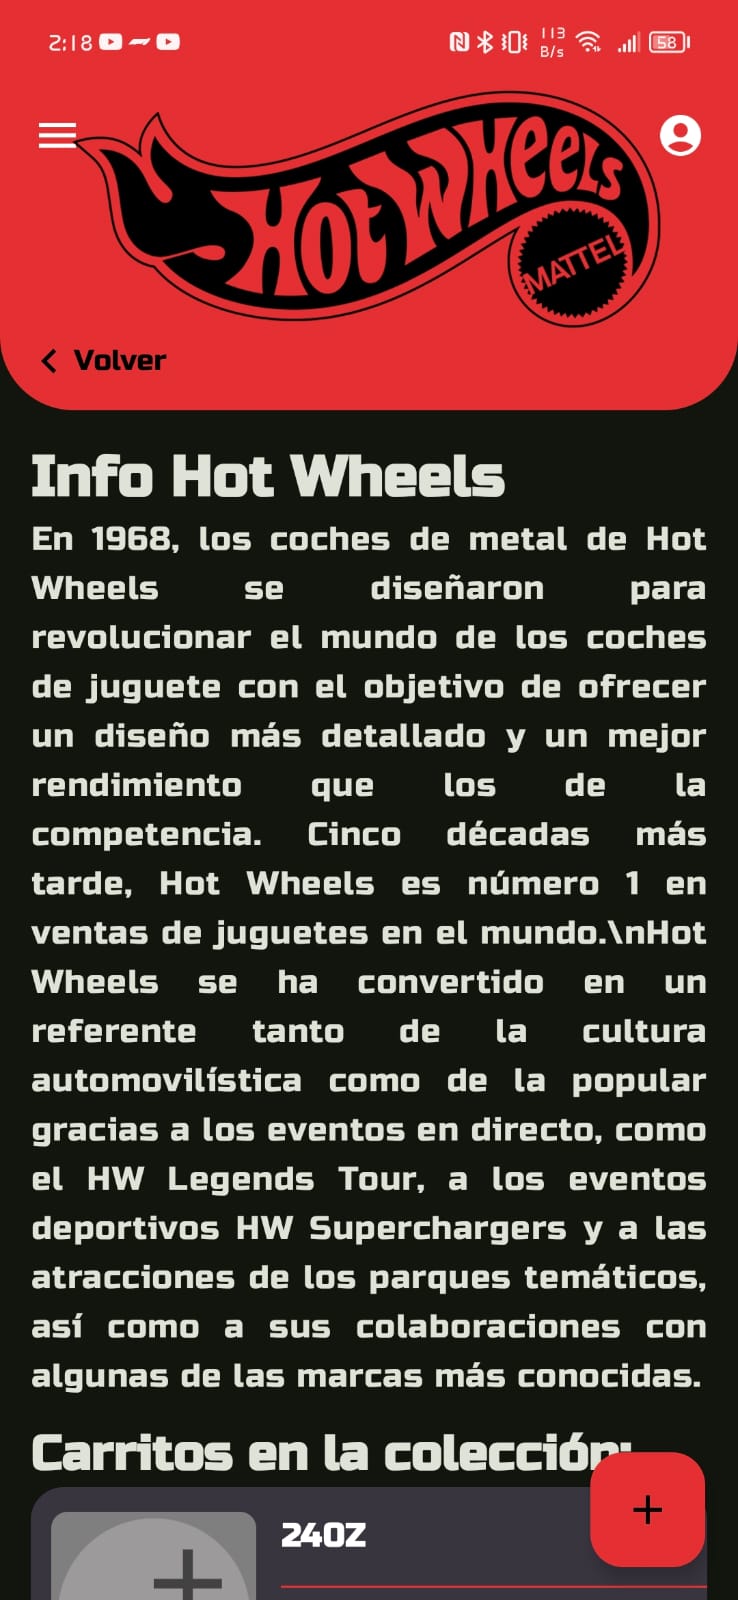 2:18
113
B/s
58
Hot Wheels
MATTEL
Volver
Info Hot Wheels
En 1968, los coches de metal de Hot
Wheels se diseñaron para
revolucionar el mundo de los coches
de juguete con el objetivo de ofrecer
un diseño más detallado y un mejor
rendimiento que los de la
competencia. Cinco décadas más
tarde, Hot Wheels es número 1 en
ventas de juguetes en el mundo.\nHot
Wheels se ha convertido en un
referente tanto de la cultura
automovilística como de la popular
gracias a los eventos en directo, como
el HW Legends Tour, a los eventos
deportivos HW Superchargers y a las
atracciones de los parques temáticos,
así como a sus colaboraciones con
algunas de las marcas más conocidas.
Carritos en la colección:
240Z